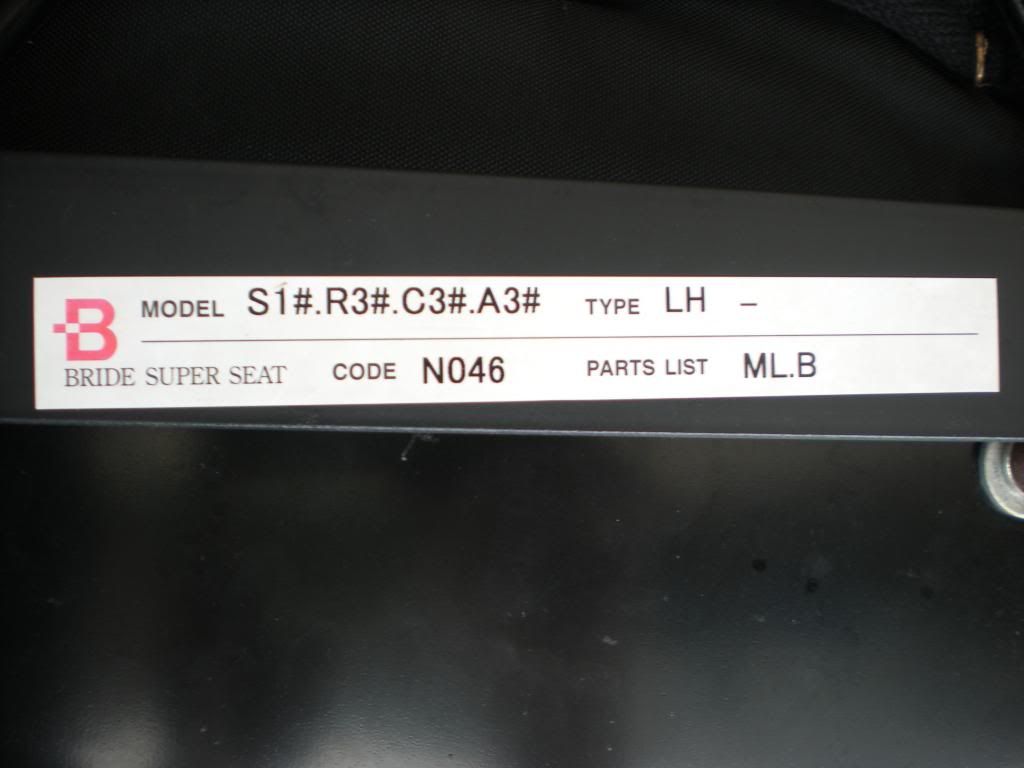 B
MODEL S1#.R3#.C3#.A3# TYPE LH –
BRIDE SUPER SEAT CODE N046 PARTS LIST ML.B